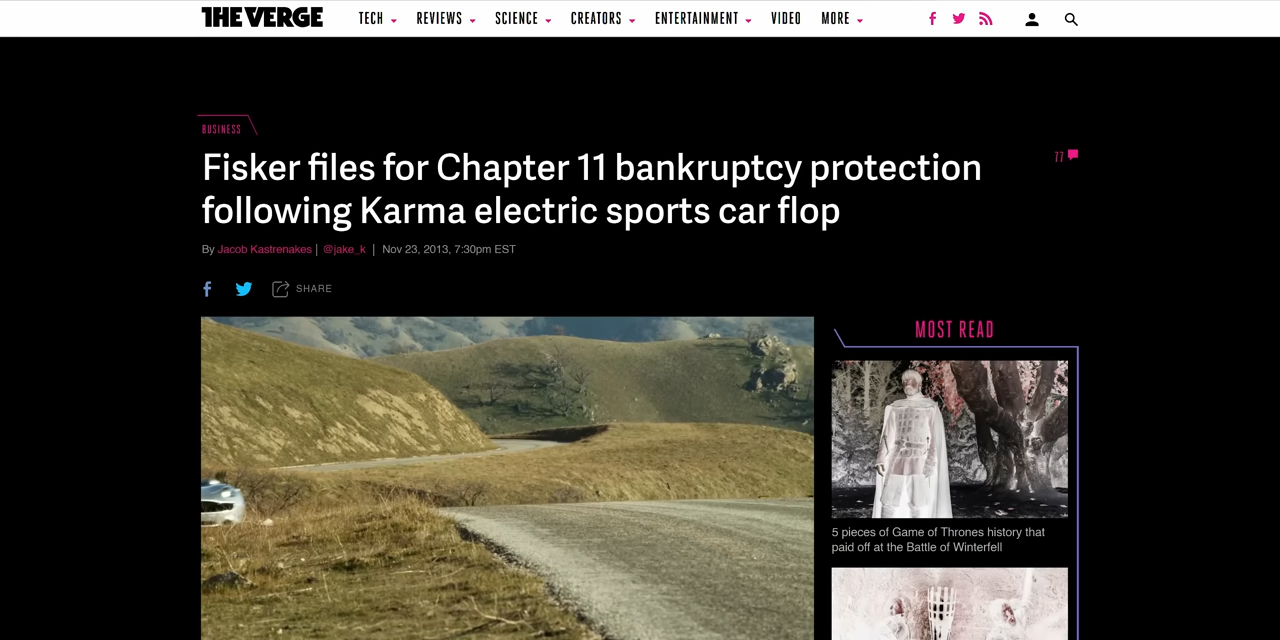 THE VERGE
TECH REVIEWS SCIENCE CREATORS ENTERTAINMENT VIDEO MORE
BUSINESS
Fisker files for Chapter 11 bankruptcy protection
following Karma electric sports car flop
77
By Jacob Kastrenakes | @jake_k | Nov 23, 2013, 7:30pm EST
SHARE
MOST READ
5 pieces of Game of Thrones history that
paid off at the Battle of Winterfell